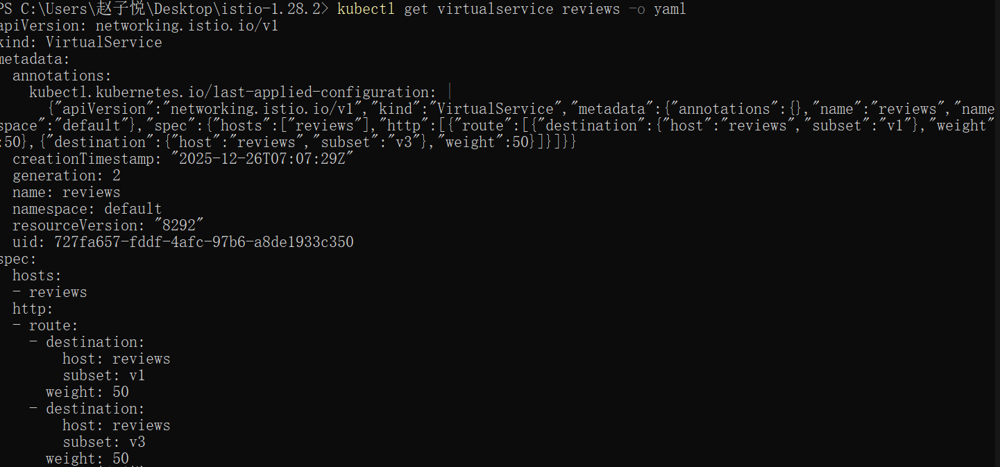 PS C:\Users\赵子悦\Desktop\istio-1.28.2> kubectl get virtualservice reviews -o yaml
apiVersion: networking.istio.io/v1
kind: VirtualService
metadata:
  annotations:
    kubectl.kubernetes.io/last-applied-configuration: |
      {"apiVersion":"networking.istio.io/v1","kind":"VirtualService","metadata":{"annotations":{},"name":"reviews","name
space":"default"},"spec":{"hosts":["reviews"],"http":[{"route":[{"destination":{"host":"reviews","subset":"v1"},"weight"
:50},{"destination":{"host":"reviews","subset":"v3"},"weight":50}]}]}}
  creationTimestamp: "2025-12-26T07:07:29Z"
  generation: 2
  name: reviews
  namespace: default
  resourceVersion: "8292"
  uid: 727fa657-fddf-4afc-97b6-a8de1933c350
spec:
  hosts:
  - reviews
  http:
  - route:
    - destination:
        host: reviews
        subset: v1
      weight: 50
    - destination:
        host: reviews
        subset: v3
      weight: 50